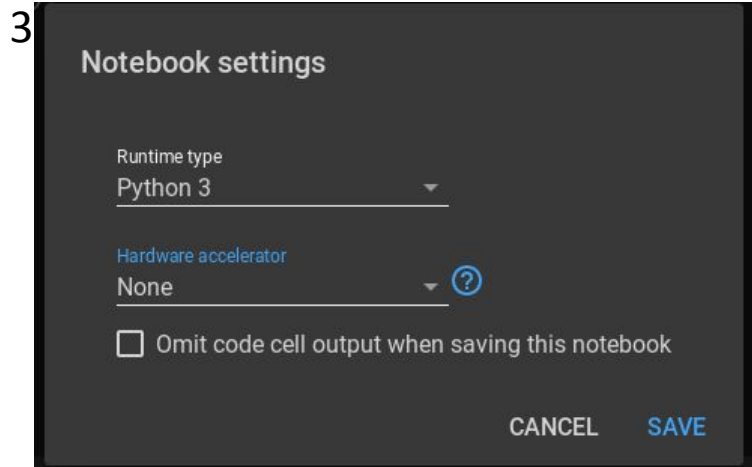 3
Notebook settings
Runtime type
Python 3
Hardware accelerator
None
?
Omit code cell output when saving this notebook
CANCEL SAVE